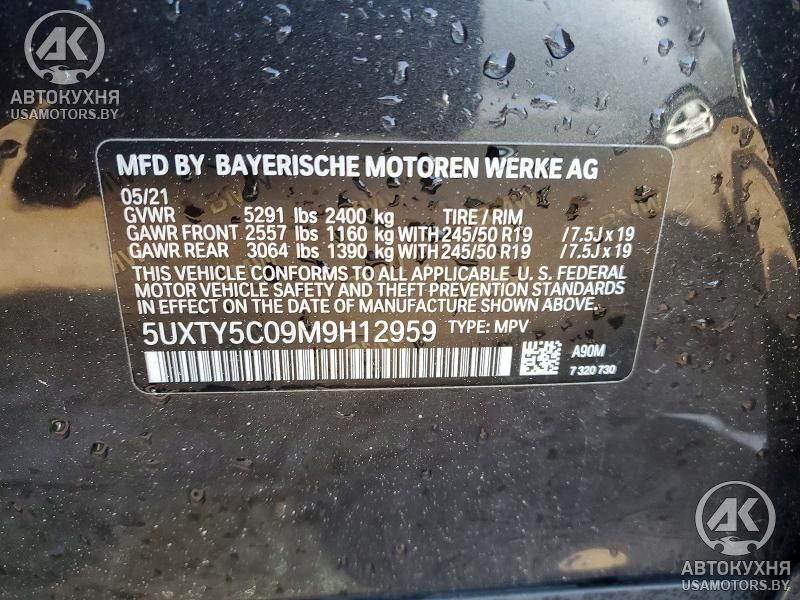 AK
АВТОКУХНЯ
USAMOTORS.BY
MFD BY BAYERISCHE MOTOREN WERKE AG
05/21
GVWR 5291 lbs 2400 kg TIRE / RIM
GAWR FRONT 2557 lbs 1160 kg WITH 245/50 R19 / 7.5J x 19
GAWR REAR 3064 lbs 1390 kg WITH 245/50 R19 / 7.5J x 19
THIS VEHICLE CONFORMS TO ALL APPLICABLE U. S. FEDERAL
MOTOR VEHICLE SAFETY AND THEFT PREVENTION STANDARDS
IN EFFECT ON THE DATE OF MANUFACTURE SHOWN ABOVE.
5UXTY5C09M9H12959 TYPE: MPV
A90M
7 320 730
AK
АВТОКУХНЯ
USAMOTORS.BY